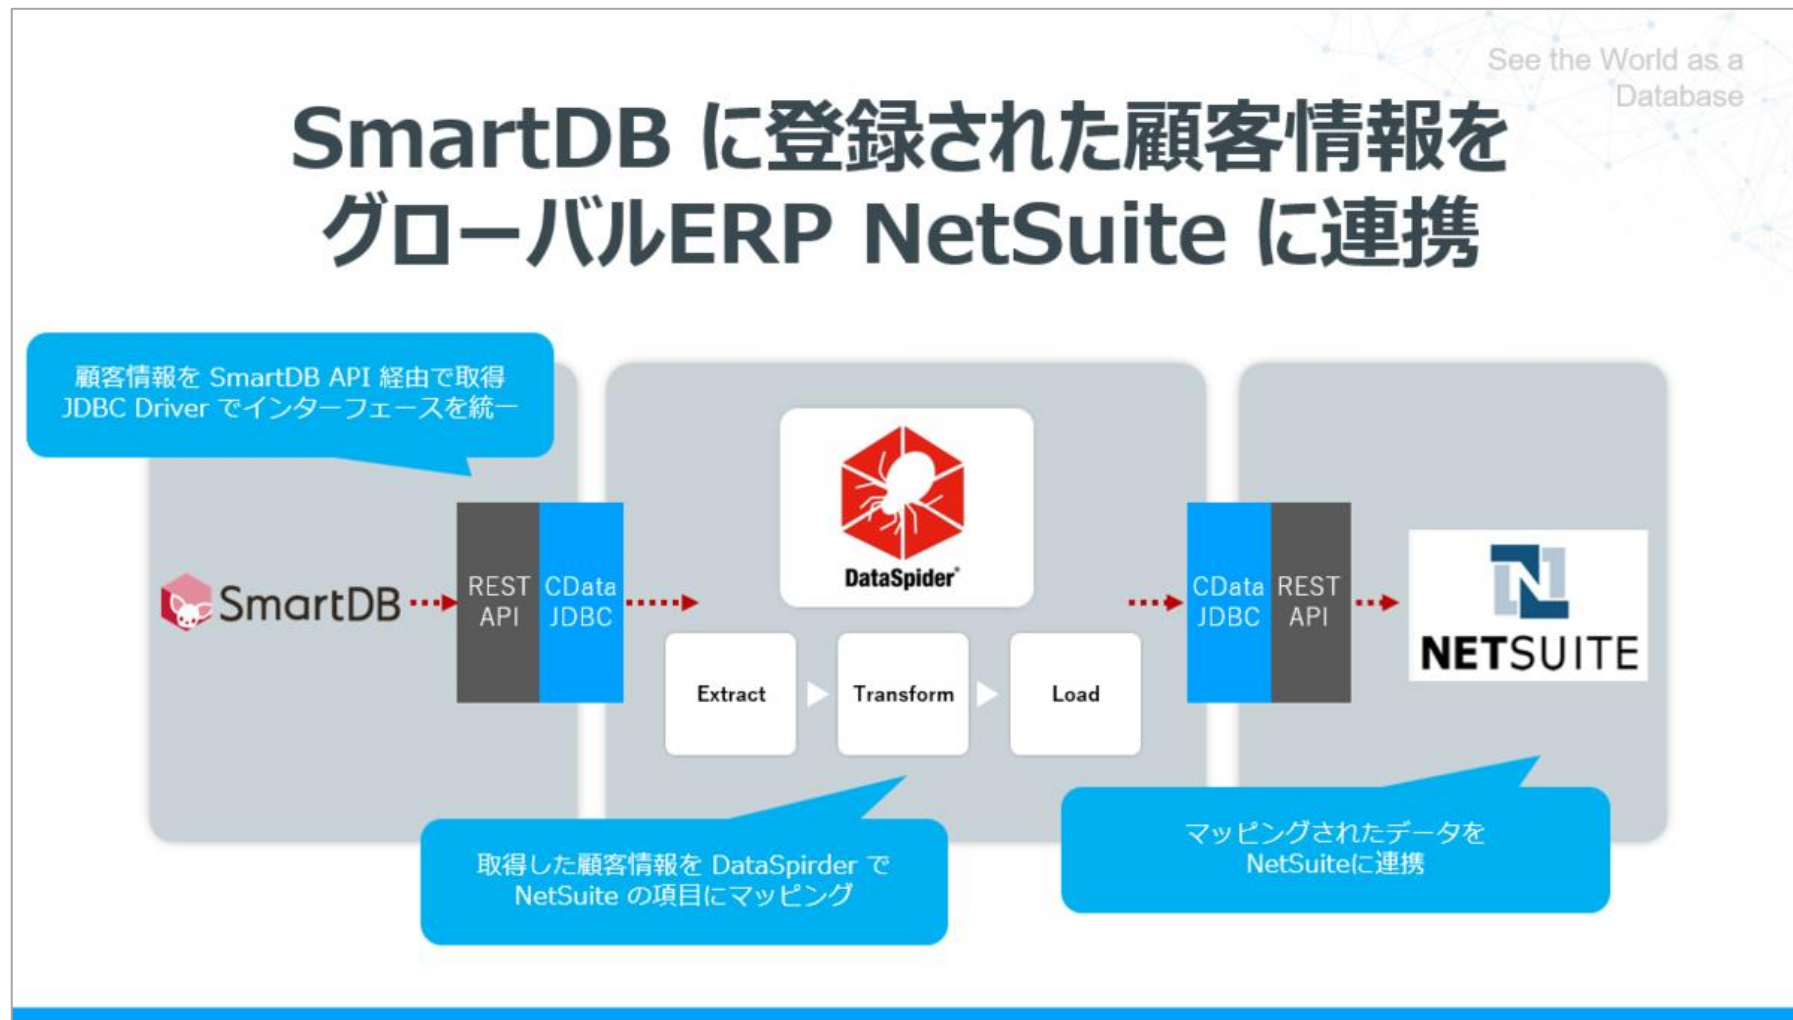 See the World as a
Database
SmartDB に登録された顧客情報を
グローバルERP NetSuite に連携
顧客情報を SmartDB API 経由で取得
JDBC Driver でインターフェースを統一
SmartDB
REST
API
CData
JDBC
DataSpider®
Extract
Transform
Load
CData
JDBC
REST
API
NETSUITE
取得した顧客情報を DataSpirder で
NetSuite の項目にマッピング
マッピングされたデータを
NetSuiteに連携